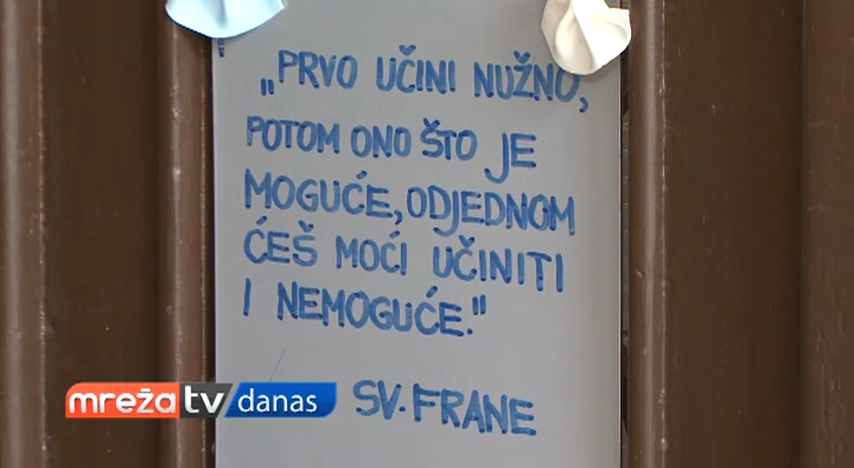 „PRVO UČINI NUŽNO,
POTOM ONO ŠTO JE
MOGUĆE, ODJEDNOM
ĆEŠ MOĆI UČINITI
I NEMOGUĆE."
SV. FRANE
mreža tv danas